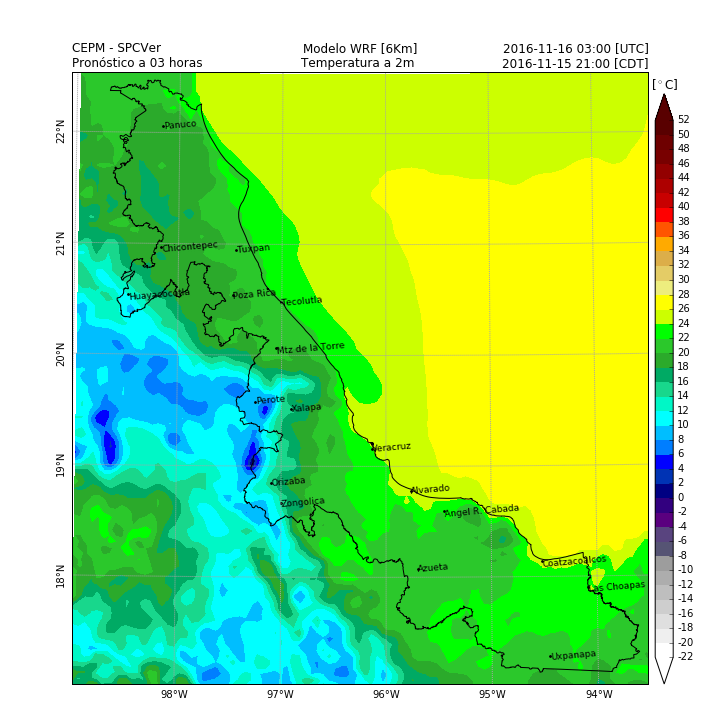 CEPM - SPCVer
Modelo WRF [6Km]
2016-11-16 03:00 [UTC]
Pronóstico a 03 horas
Temperatura a 2m
2016-11-15 21:00 [CDT]
[°C]
52
50
48
46
44
42
40
38
36
34
32
30
28
26
24
22
20
18
16
14
12
10
8
6
4
2
0
-2
-4
-6
-8
-10
-12
-14
-16
-18
-20
-22
22°N
21°N
20°N
19°N
18°N
Panuco
Chicontepec
Tuxpan
Huayacocotla
Poza Rica
Tecolutla
Mtz de la Torre
Perote
Xalapa
Veracruz
Orizaba
Alvarado
Zongolica
Angel R. Cabada
Azueta
Coatzacoalcos
Las Choapas
Uxpanapa
98°W
97°W
96°W
95°W
94°W